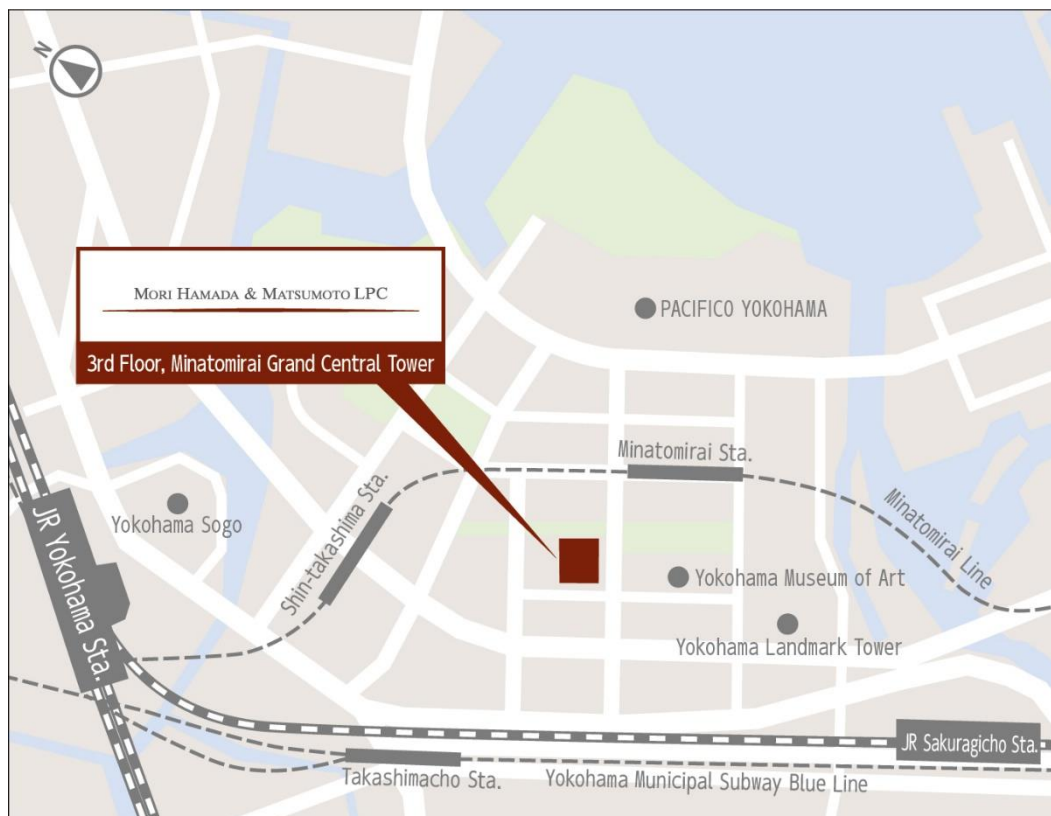 N
MORI HAMADA & MATSUMOTO LPC
3rd Floor, Minatomirai Grand Central Tower
PACIFICO YOKOHAMA
Minatomirai Sta.
Yokohama Sogo
Shin-takashima Sta.
Minatomirai Line
JR Yokohama Sta.
Yokohama Museum of Art
Yokohama Landmark Tower
JR Sakuragicho Sta.
Takashimacho Sta.
Yokohama Municipal Subway Blue Line